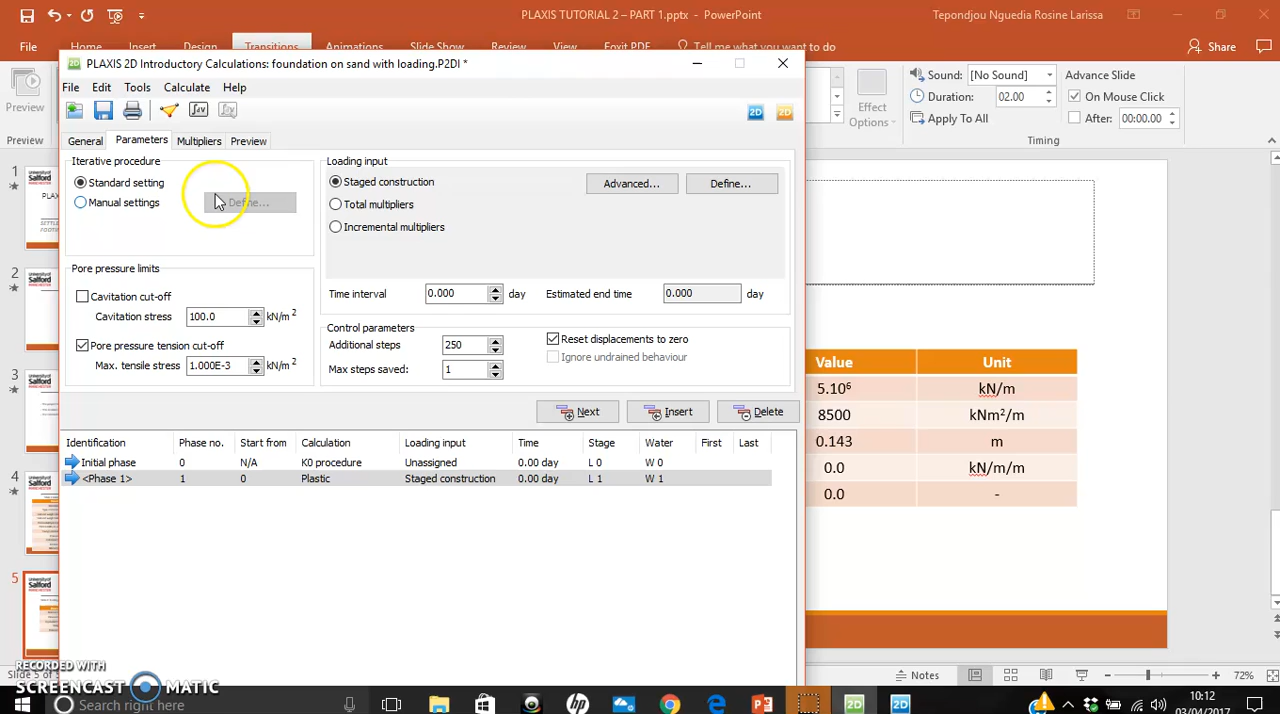 PLAXIS TUTORIAL 2 – PART 1.pptx - PowerPoint
Tepondjou Nguedia Rosine Larissa
File Home Insert Design Transitions Animations Slide Show Review View Foxit PDF Tell me what you want to do
Share
PLAXIS 2D Introductory Calculations: foundation on sand with loading.P2DI *
File Edit Tools Calculate Help
Preview
Preview
Effect
Options
Sound: [No Sound]
Duration: 02.00
Apply To All
Advance Slide
On Mouse Click
After: 00:00.00
Timing
General Parameters Multipliers Preview
Iterative procedure
Standard setting
Manual settings
Define...
Pore pressure limits
Cavitation cut-off
Cavitation stress 100.0 kN/m 2
Pore pressure tension cut-off
Max. tensile stress 1.000E-3 kN/m 2
Loading input
Staged construction
Total multipliers
Incremental multipliers
Advanced... Define...
Time interval 0.000 day Estimated end time 0.000 day
Control parameters
Additional steps 250
Max steps saved: 1
Reset displacements to zero
Ignore undrained behaviour
Next Insert Delete
Identification Phase no. Start from Calculation Loading input Time Stage Water First Last
Initial phase 0 N/A K0 procedure Unassigned 0.00 day L 0 W 0
<Phase 1> 1 0 Plastic Staged construction 0.00 day L 1 W 1
Value Unit
5.10⁶ kN/m
8500 kNm²/m
0.143 m
0.0 kN/m/m
0.0 -
1
2
3
4
5
RECORDED WITH
SCREENCAST MATIC
Notes
72%
Search here
10:12
03/04/2017